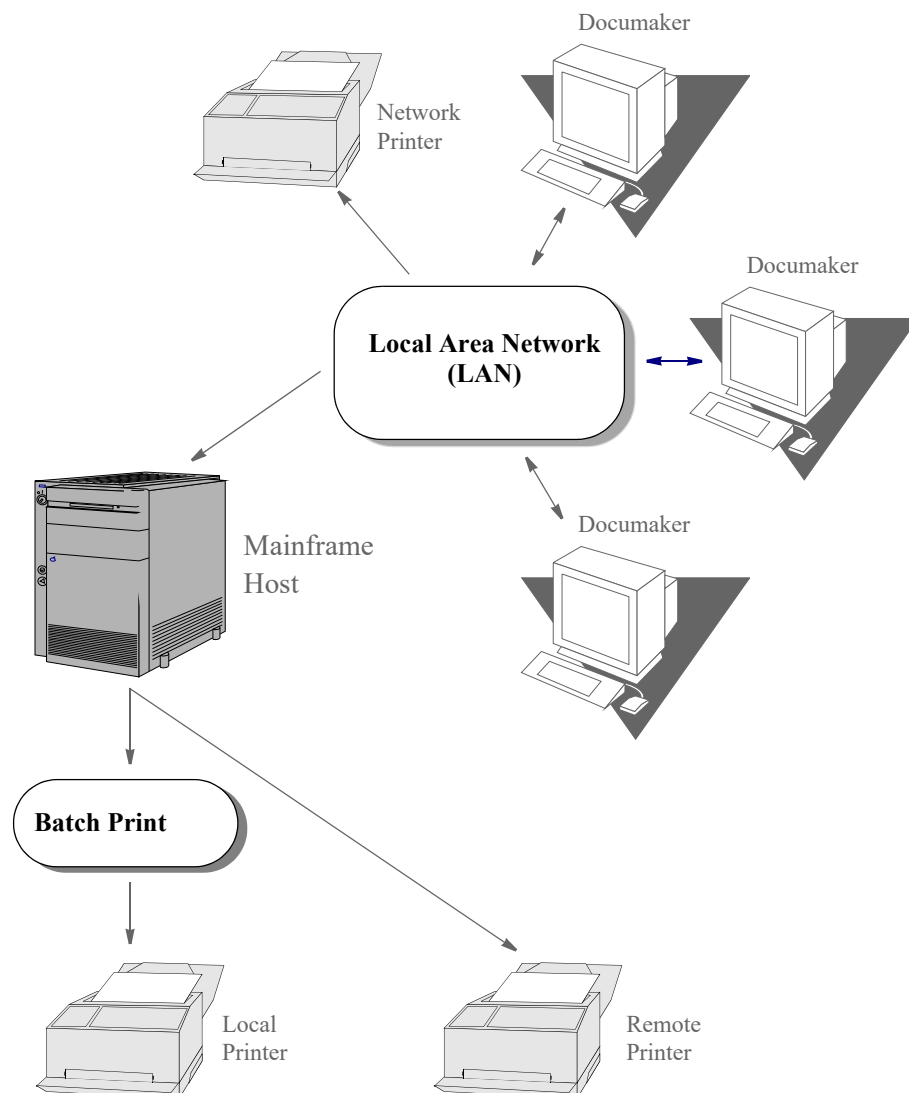 Documaker
Network
Printer
Documaker
Local Area Network
(LAN)
Documaker
Mainframe
Host
Batch Print
Local
Printer
Remote
Printer